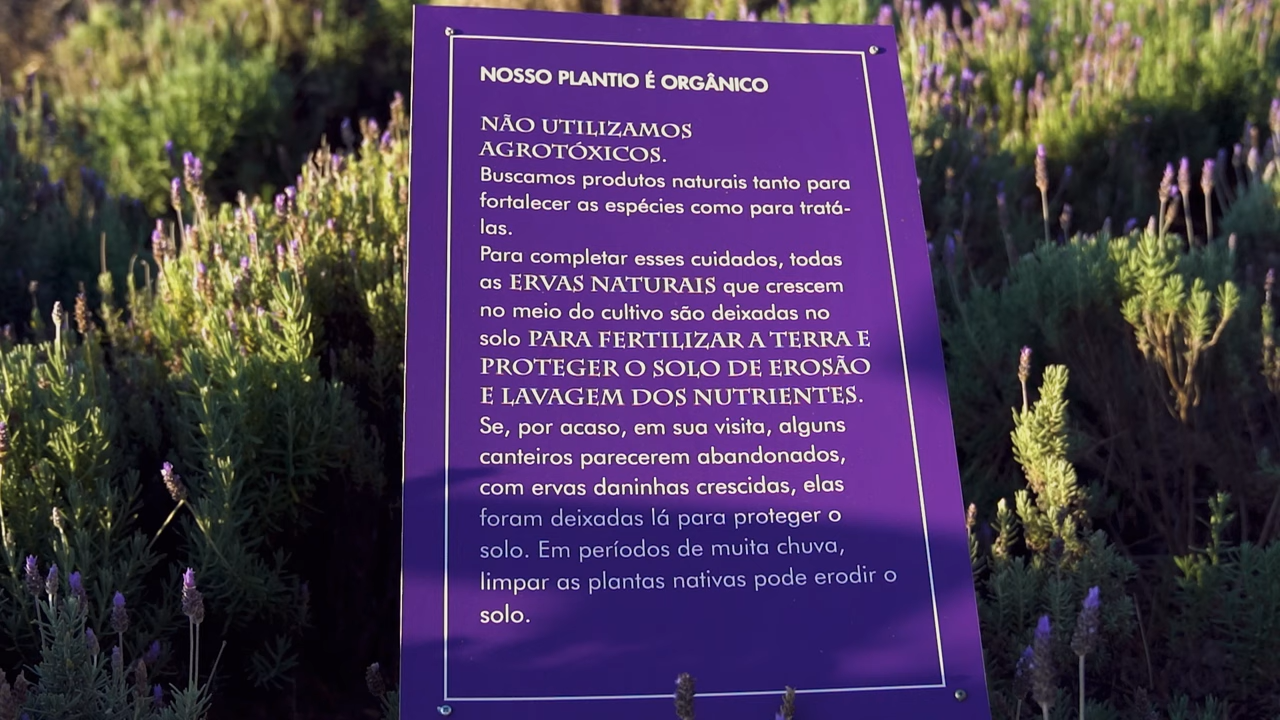 NOSSO PLANTIO É ORGÂNICO
NÃO UTILIZAMOS
AGROTÓXICOS.
Buscamos produtos naturais tanto para
fortalecer as espécies como para tratá-
las.
Para completar esses cuidados, todas
as ERVAS NATURAIS que crescem
no meio do cultivo são deixadas no
solo PARA FERTILIZAR A TERRA E
PROTEGER O SOLO DE EROSÃO
E LAVAGEM DOS NUTRIENTES.
Se, por acaso, em sua visita, alguns
canteiros parecerem abandonados,
com ervas daninhas crescidas, elas
foram deixadas lá para proteger o
solo. Em períodos de muita chuva,
limpar as plantas nativas pode erodir o
solo.